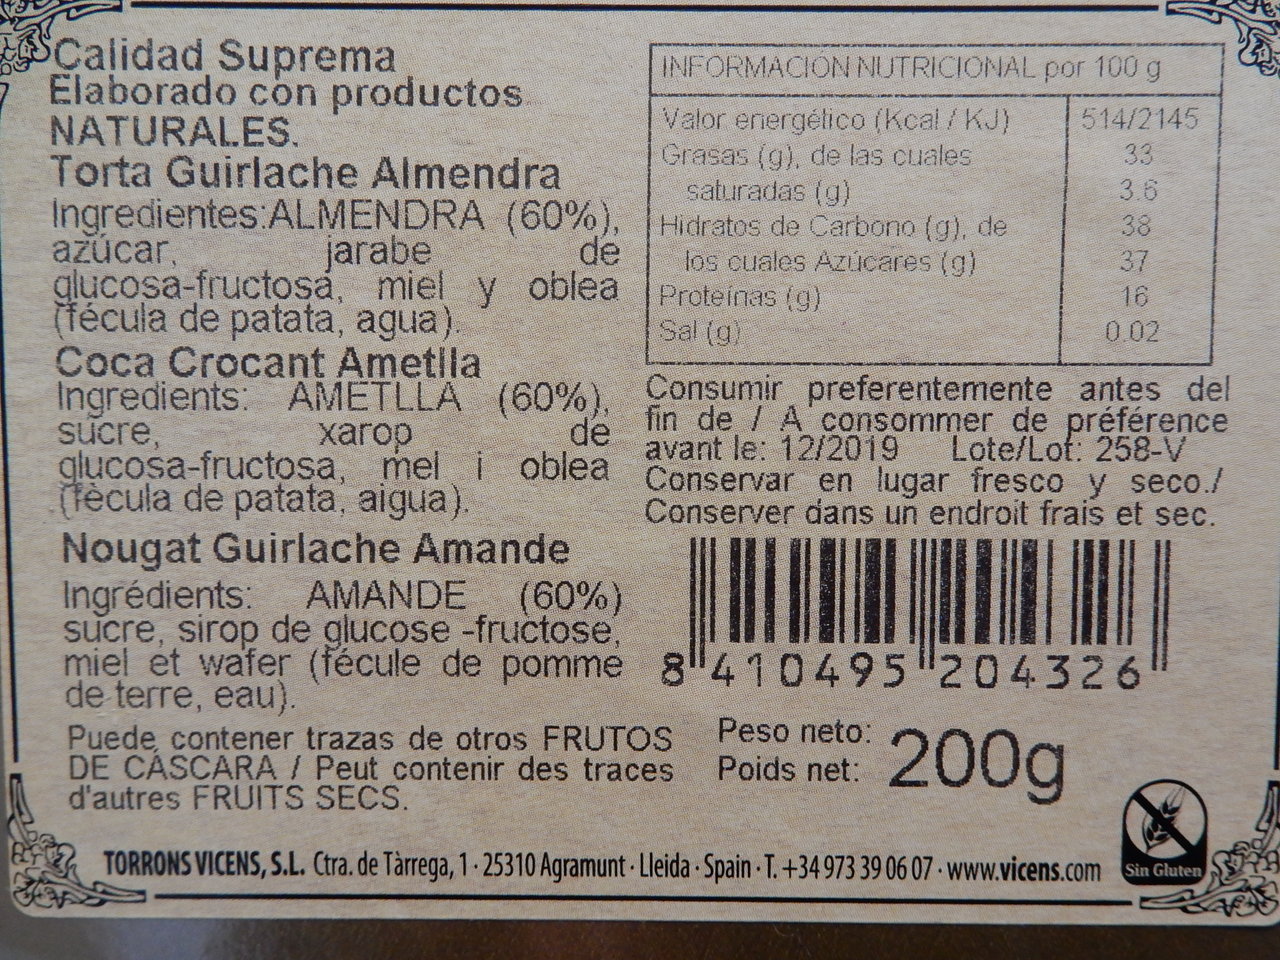 Calidad Suprema
Elaborado con productos
NATURALES.
Torta Guirlache Almendra
Ingredientes:ALMENDRA (60%),
azúcar, jarabe de
glucosa-fructosa, miel y oblea
(fécula de patata, agua).
Coca Crocant Ametlla
Ingredients: AMETLLA (60%),
sucre, xarop de
glucosa-fructosa, mel i oblea
(fècula de patata, aigua).
Nougat Guirlache Amande
Ingrédients: AMANDE (60%)
sucre, sirop de glucose -fructose,
miel et wafer (fécule de pomme
de terre, eau).
Puede contener trazas de otros FRUTOS
DE CÁSCARA / Peut contenir des traces
d'autres FRUITS SECS.
INFORMACIÓN NUTRICIONAL por 100 g
Valor energético (Kcal / KJ) 514/2145
Grasas (g), de las cuales 33
saturadas (g) 3.6
Hidratos de Carbono (g), de 38
los cuales Azúcares (g) 37
Proteínas (g) 16
Sal (g) 0.02
Consumir preferentemente antes del
fin de / A consommer de préférence
avant le: 12/2019 Lote/Lot: 258-V
Conservar en lugar fresco y seco./
Conserver dans un endroit frais et sec.
8 410495 204326
Peso neto:
Poids net: 200g
Sin Gluten
TORRONS VICENS, S.L. Ctra. de Tàrrega, 1 · 25310 Agramunt · Lleida · Spain · T. +34 973 39 06 07 · www.vicens.com